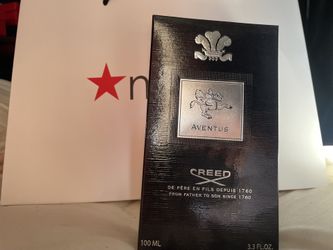 AVENTUS
CREED
DE PÈRE EN FILS DEPUIS 1760
FROM FATHER TO SON SINCE 1760
100 ML 3.3 FL.OZ.